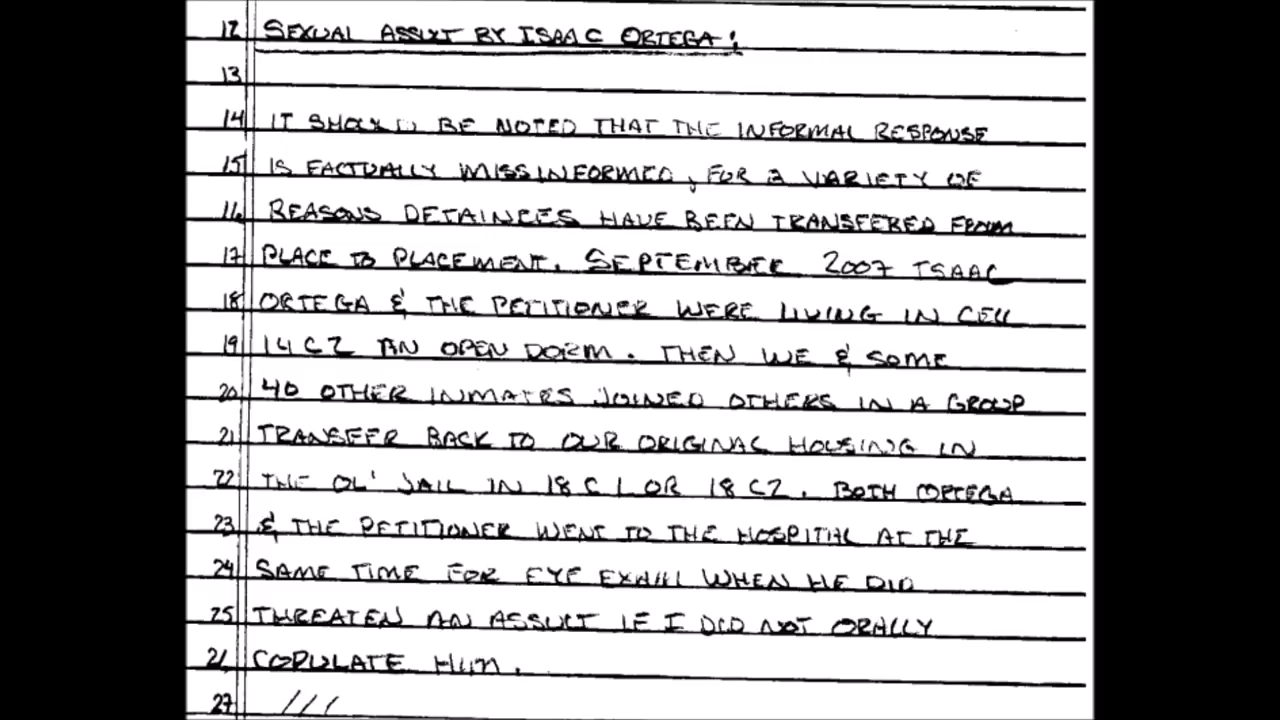 12 SEXUAL ASSULT BY ISAAC ORTEGA:
13
14 IT SHOULD BE NOTED THAT THE INFORMAL RESPONSE
15 IS FACTUALLY MISSINFORMED, FOR A VARIETY OF
16 REASONS DETAINEES HAVE BEEN TRANSFERED FROM
17 PLACE TO PLACEMENT. SEPTEMBER 2007 ISAAC
18 ORTEGA & THE PETITIONER WERE LIVING IN CELL
19 14 C2 AN OPEN DORM. THEN WE & SOME
20 40 OTHER INMATES JOINED OTHERS IN A GROUP
21 TRANSFER BACK TO OUR ORIGINAL HOUSING IN
22 THE OL' JAIL IN 18 C1 OR 18 C2. BOTH ORTEGA
23 & THE PETITIONER WENT TO THE HOSPITAL AT THE
24 SAME TIME FOR EYE EXAM WHEN HE DID
25 THREATEN AN ASSULT IF I DID NOT ORALLY
26 COPULATE HIM.
27 ///